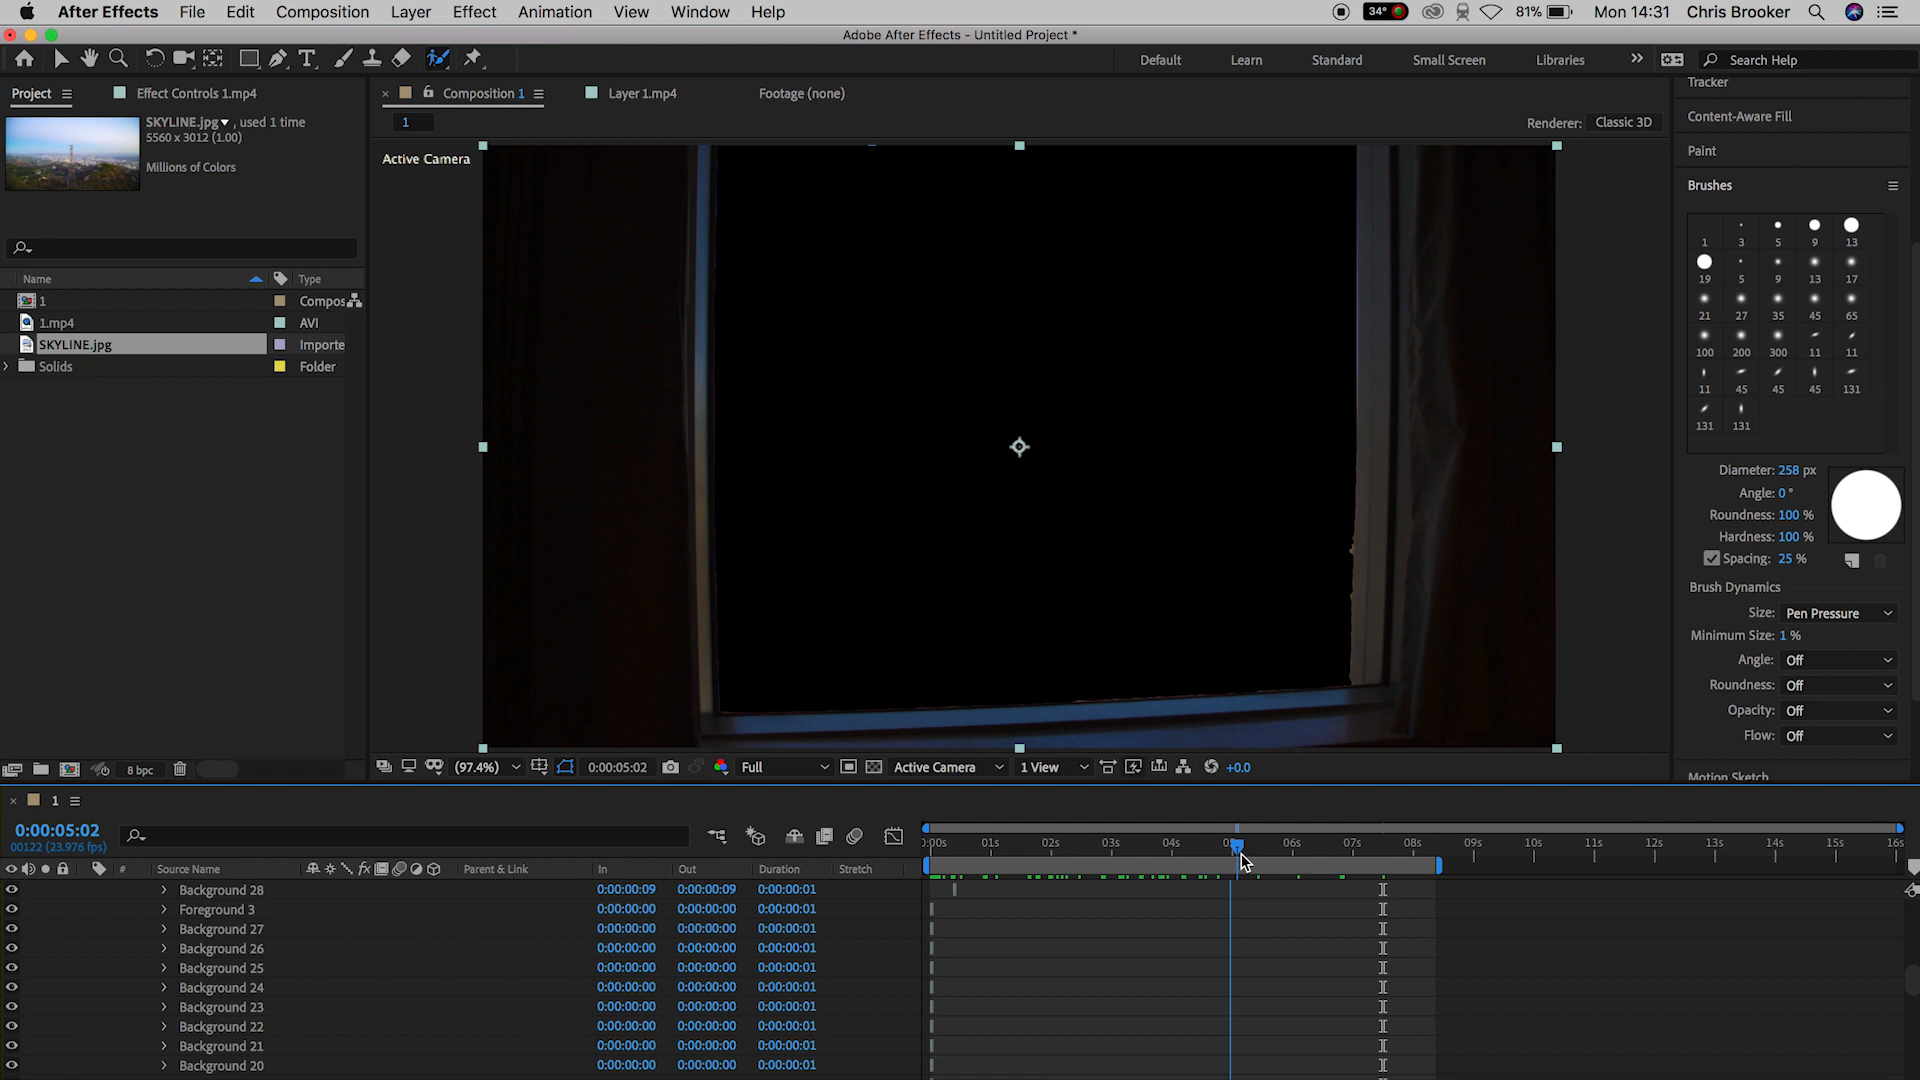 After Effects File Edit Composition Layer Effect Animation View Window Help 34° 81% Mon 14:31 Chris Brooker
Adobe After Effects - Untitled Project *
T Default Learn Standard Small Screen Libraries Search Help
Project Effect Controls 1.mp4 Composition 1 Layer 1.mp4 Footage (none)
SKYLINE.jpg , used 1 time
5560 x 3012 (1.00)
Millions of Colors
1
Renderer: Classic 3D
Active Camera
Name Type
1 Compos
1.mp4 AVI
SKYLINE.jpg Importe
Solids Folder
8 bpc
(97.4%) 0:00:05:02 Full Active Camera 1 View +0.0
Tracker
Content-Aware Fill
Paint
Brushes
1 3 5 9 13
19 5 9 13 17
21 27 35 45 65
100 200 300 11 11
11 45 45 45 131
131 131
Diameter: 258 px
Angle: 0 °
Roundness: 100 %
Hardness: 100 %
Spacing: 25 %
Brush Dynamics
Size: Pen Pressure
Minimum Size: 1 %
Angle: Off
Roundness: Off
Opacity: Off
Flow: Off
Motion Sketch
1
0:00:05:02
00122 (23.976 fps)
:00s 01s 02s 03s 04s 06s 07s 08s 09s 10s 11s 12s 13s 14s 15s 16s
# Source Name fx Parent & Link In Out Duration Stretch
Background 28 0:00:00:09 0:00:00:09 0:00:00:01
Foreground 3 0:00:00:00 0:00:00:00 0:00:00:01
Background 27 0:00:00:00 0:00:00:00 0:00:00:01
Background 26 0:00:00:00 0:00:00:00 0:00:00:01
Background 25 0:00:00:00 0:00:00:00 0:00:00:01
Background 24 0:00:00:00 0:00:00:00 0:00:00:01
Background 23 0:00:00:00 0:00:00:00 0:00:00:01
Background 22 0:00:00:00 0:00:00:00 0:00:00:01
Background 21 0:00:00:00 0:00:00:00 0:00:00:01
Background 20 0:00:00:00 0:00:00:00 0:00:00:01